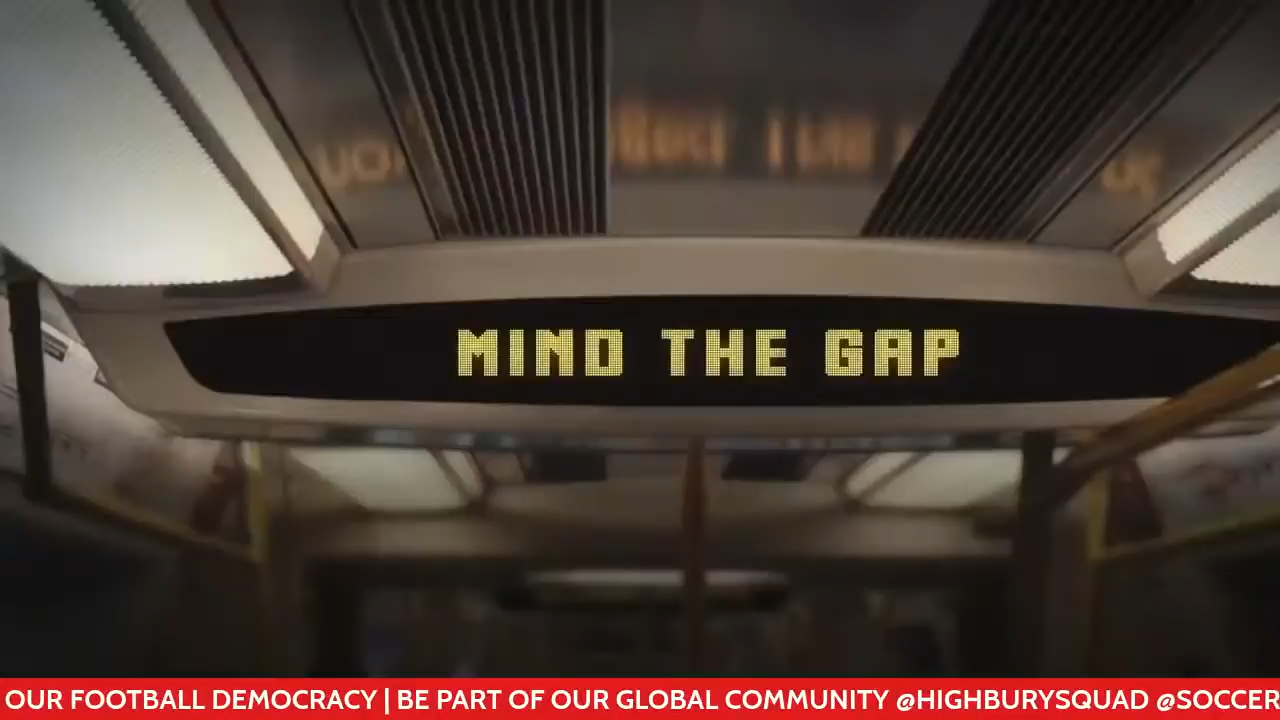 MIND THE GAP
OUR FOOTBALL DEMOCRACY | BE PART OF OUR GLOBAL COMMUNITY @HIGHBURYSQUAD @SOCCER